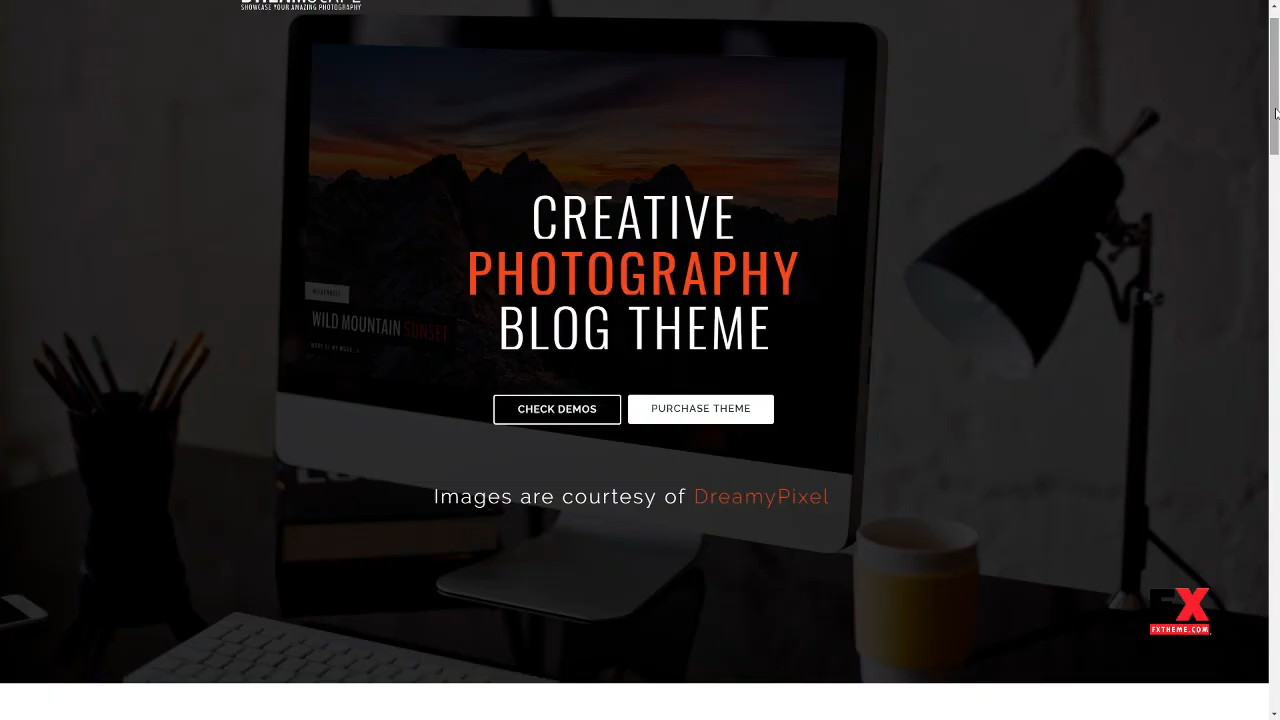 SHOWCASE YOUR AMAZING PHOTOGRAPHY
CREATIVE
PHOTOGRAPHY
BLOG THEME
WILD MOUNTAIN SUNSET
CHECK DEMOS
PURCHASE THEME
Images are courtesy of DreamyPixel
FX
FXTHEME.COM